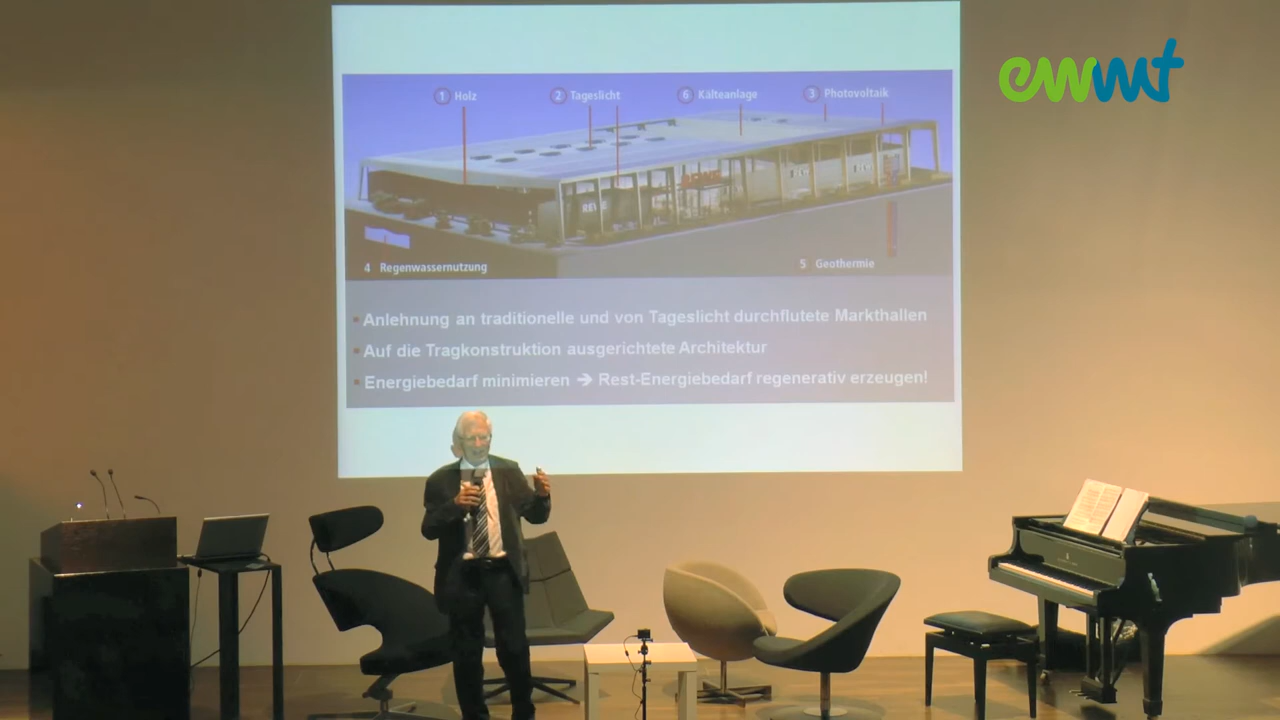 ewmt
1 Holz
2 Tageslicht
6 Kälteanlage
3 Photovoltaik
REWE
4 Regenwassernutzung
5 Geothermie
▪ Anlehnung an traditionelle und von Tageslicht durchflutete Markthallen
▪ Auf die Tragkonstruktion ausgerichtete Architektur
▪ Energiebedarf minimieren ➔ Rest-Energiebedarf regenerativ erzeugen!